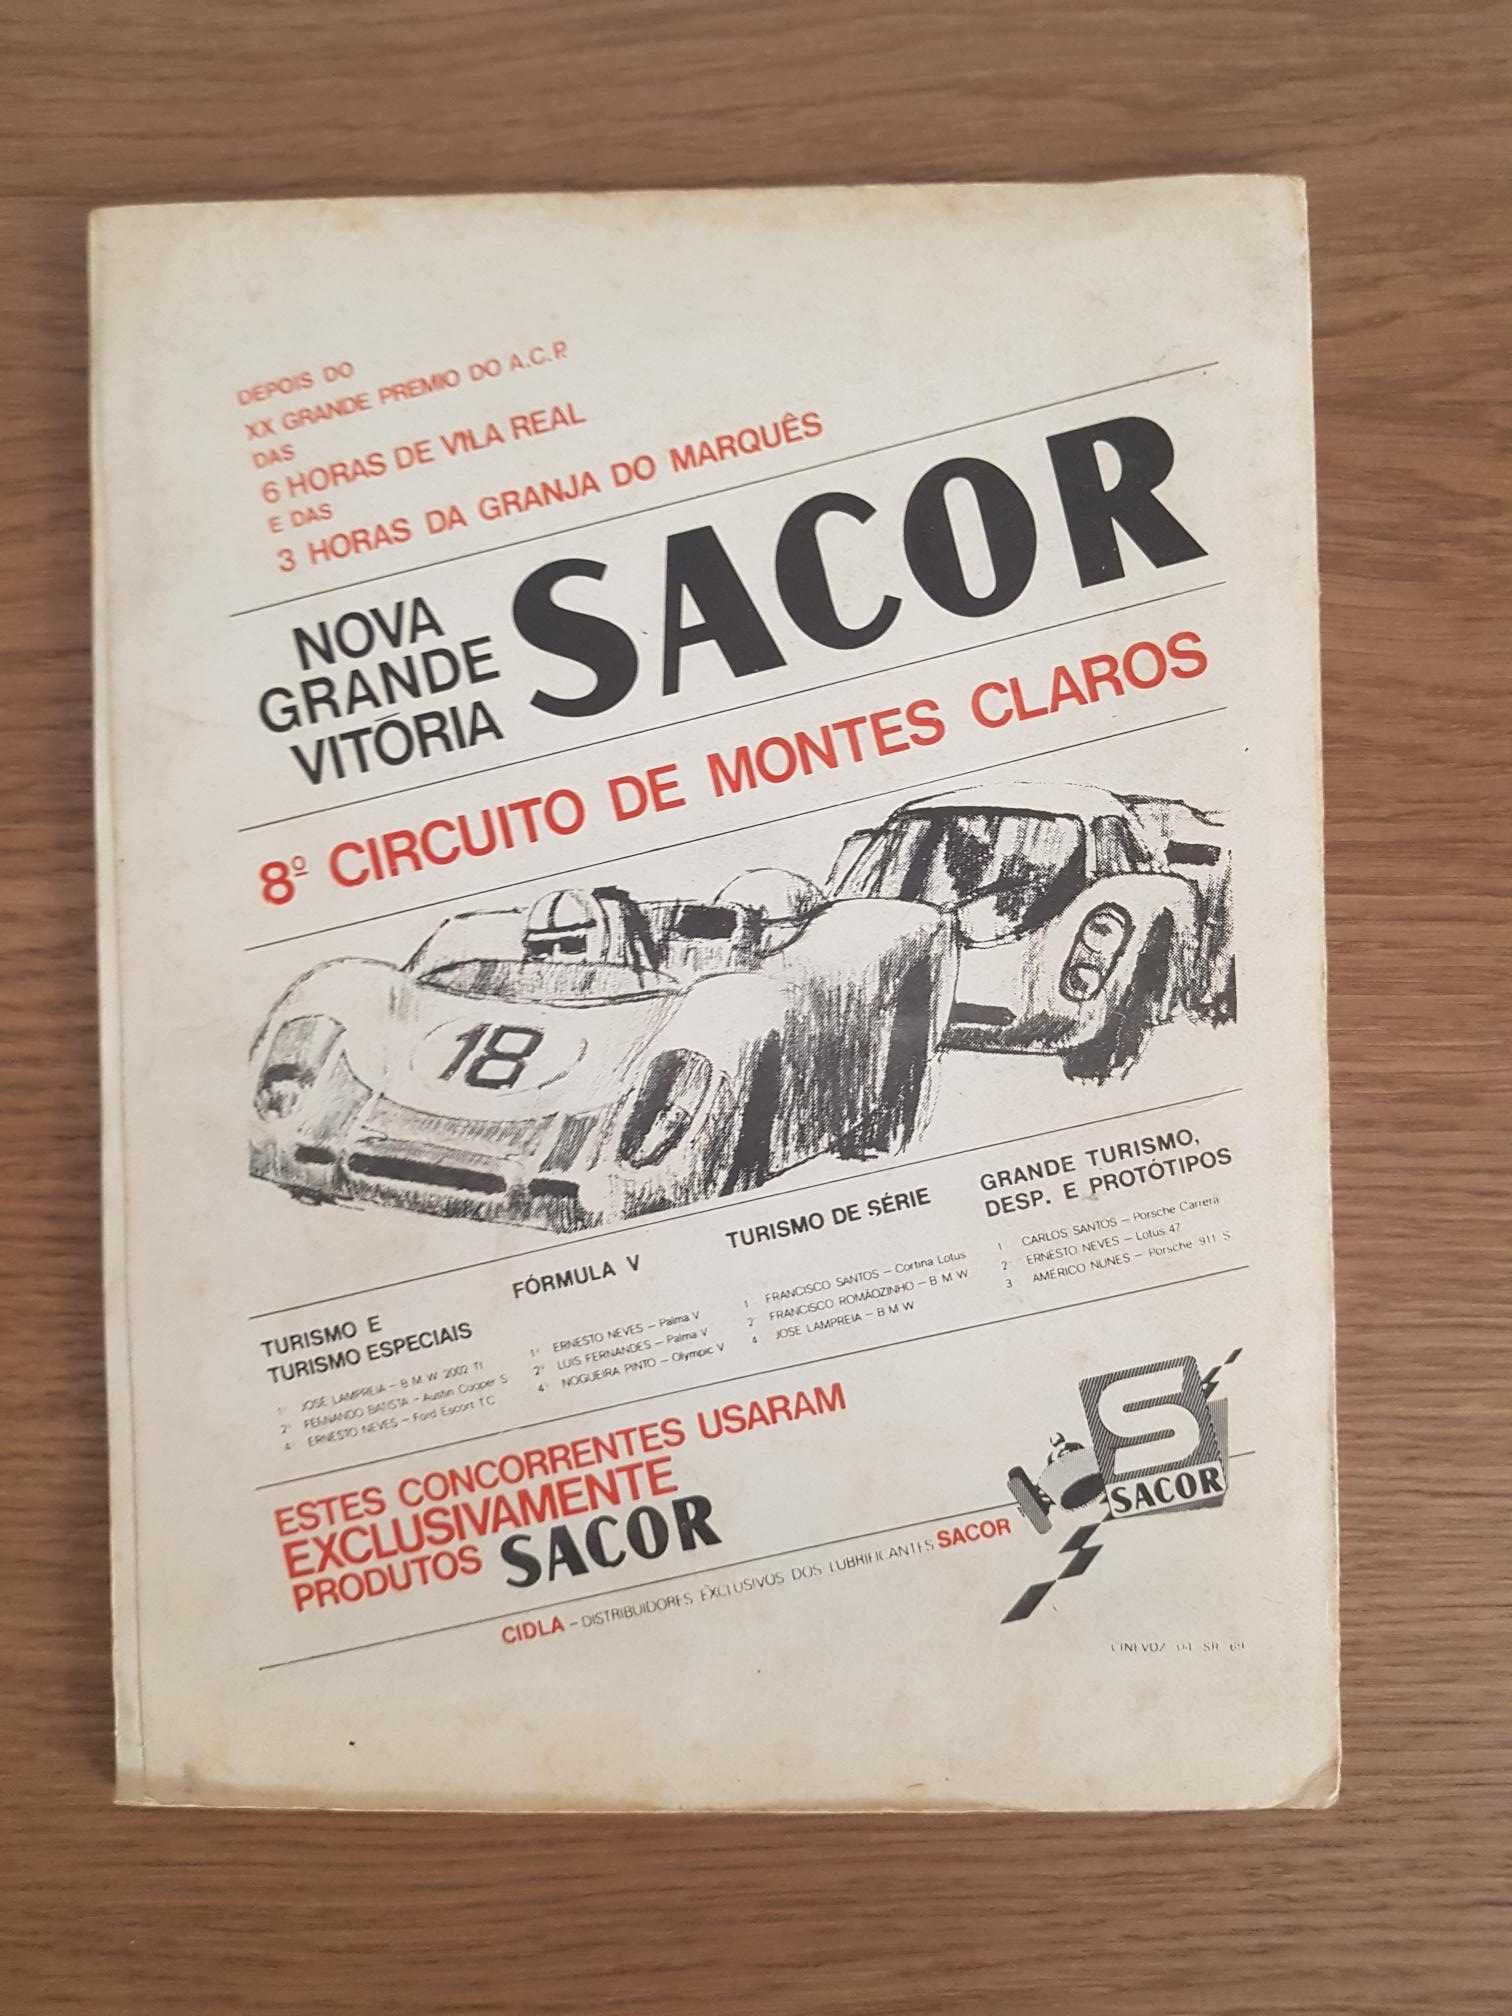 DEPOIS DO
XX GRANDE PREMIO DO A.C.P.
DAS
6 HORAS DE VILA REAL
E DAS
3 HORAS DA GRANJA DO MARQUÊS
NOVA
GRANDE
VITÓRIA
SACOR
8º CIRCUITO DE MONTES CLAROS
18
TURISMO E
TURISMO ESPECIAIS
1º JOSE LAMPREIA – B M W 2002 TI
2º FERNANDO BATISTA – Austin Cooper S
4º ERNESTO NEVES – Ford Escort T C
FÓRMULA V
1º ERNESTO NEVES – Palma V
2º LUIS FERNANDES – Palma V
4º NOGUEIRA PINTO – Olympic V
TURISMO DE SÉRIE
1 FRANCISCO SANTOS – Cortina Lotus
2º FRANCISCO ROMÃOZINHO – B M W
4 JOSE LAMPREIA – B M W
GRANDE TURISMO,
DESP. E PROTÓTIPOS
1 CARLOS SANTOS – Porsche Carrera
2º ERNESTO NEVES – Lotus 47
3 AMÉRICO NUNES – Porsche 911 S
ESTES CONCORRENTES USARAM
EXCLUSIVAMENTE
PRODUTOS SACOR
S
SACOR
CIDLA – DISTRIBUIDORES EXCLUSIVOS DOS LUBRIFICANTES SACOR